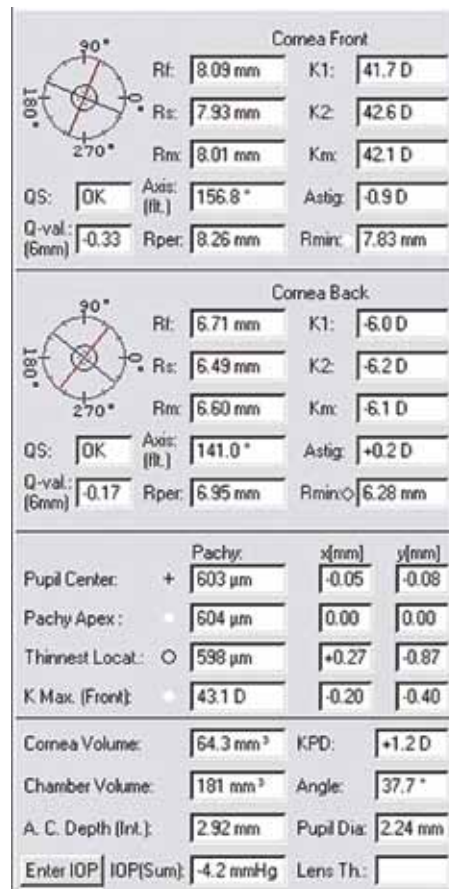 Cornea Front
90°
180°
0°
270°
Rf: 8.09 mm K1: 41.7 D
Rs: 7.93 mm K2: 42.6 D
Rm: 8.01 mm Km: 42.1 D
QS: OK Axis: (flt.) 156.8 ° Astig: -0.9 D
Q-val.: (6mm) -0.33 Rper: 8.26 mm Rmin: 7.83 mm
Cornea Back
90°
180°
0°
270°
Rf: 6.71 mm K1: -6.0 D
Rs: 6.49 mm K2: -6.2 D
Rm: 6.60 mm Km: -6.1 D
QS: OK Axis: (flt.) 141.0 ° Astig: +0.2 D
Q-val.: (6mm) -0.17 Rper: 6.95 mm Rmin: 6.28 mm
Pachy: x[mm] y[mm]
Pupil Center: + 603 µm -0.05 -0.08
Pachy Apex : 604 µm 0.00 0.00
Thinnest Locat.: O 598 µm +0.27 -0.87
K Max. (Front): 43.1 D -0.20 -0.40
Cornea Volume: 64.3 mm³ KPD: +1.2 D
Chamber Volume: 181 mm³ Angle: 37.7 °
A. C. Depth (Int.): 2.92 mm Pupil Dia: 2.24 mm
Enter IOP IOP(Sum): -4.2 mmHg Lens Th.: